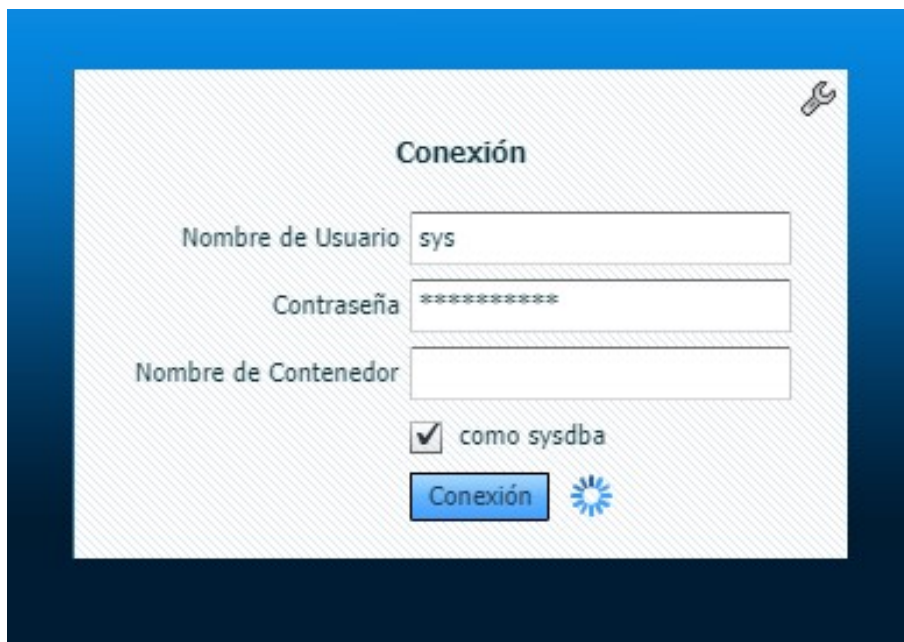 Conexión
Nombre de Usuario sys
Contraseña **********
Nombre de Contenedor
como sysdba
Conexión